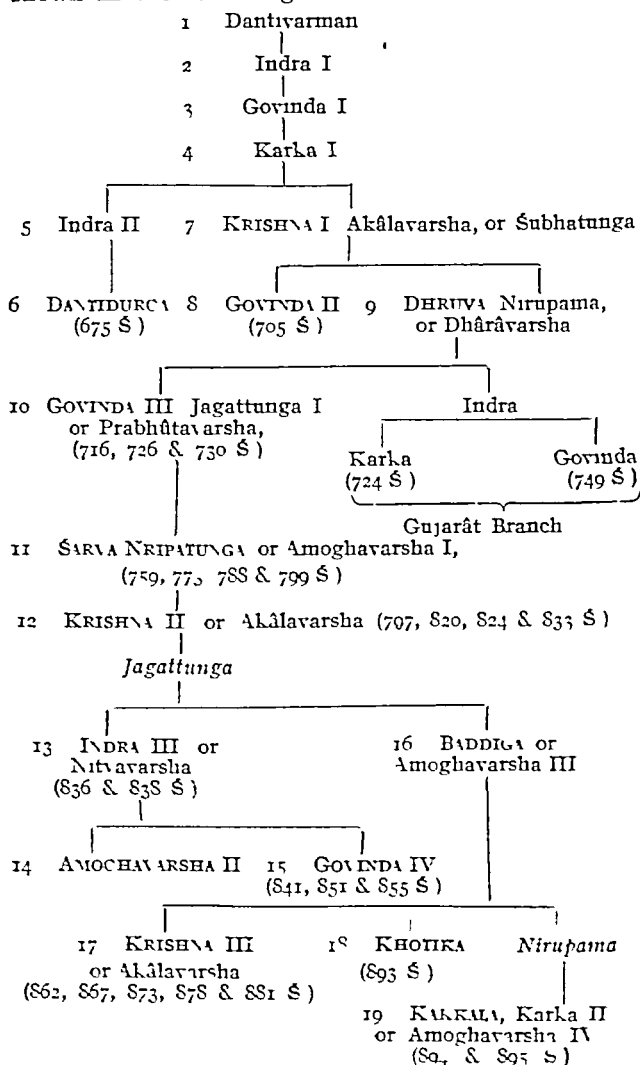 1 Dantivarman
2 Indra I
3 Govinda I
4 Karka I
5 Indra II 7 KRISHNA I Akâlavarsha, or Śubhatunga
6 DANTIDURGA 8 GOVINDA II 9 DHRUVA Nirupama,
(675 Ś) (705 Ś) or Dhârâvarsha
10 GOVINDA III Jagattunga I Indra
or Prabhûtavarsha,
(716, 726 & 730 Ś) Karka Govinda
(724 Ś) (749 Ś)
Gujarât Branch
11 ŚARVA NRIPATUNGA or Amoghavarsha I,
(759, 788 & 799 Ś)
12 KRISHNA II or Akâlavarsha (797, 820, 824 & 833 Ś)
Jagattunga
13 INDRA III or 16 BADDIGA or
Nityavarsha Amoghavarsha III
(836 & 838 Ś)
14 AMOGHAVARSHA II 15 GOVINDA IV
(841, 851 & 855 Ś)
17 KRISHNA III 18 KHOTIKA Nirupama
or Akâlavarsha (893 Ś)
(862, 867, 873, 878 & 881 Ś)
19 KAKKALA, Karka II
or Amoghavarsha IV
& 895 Ś)